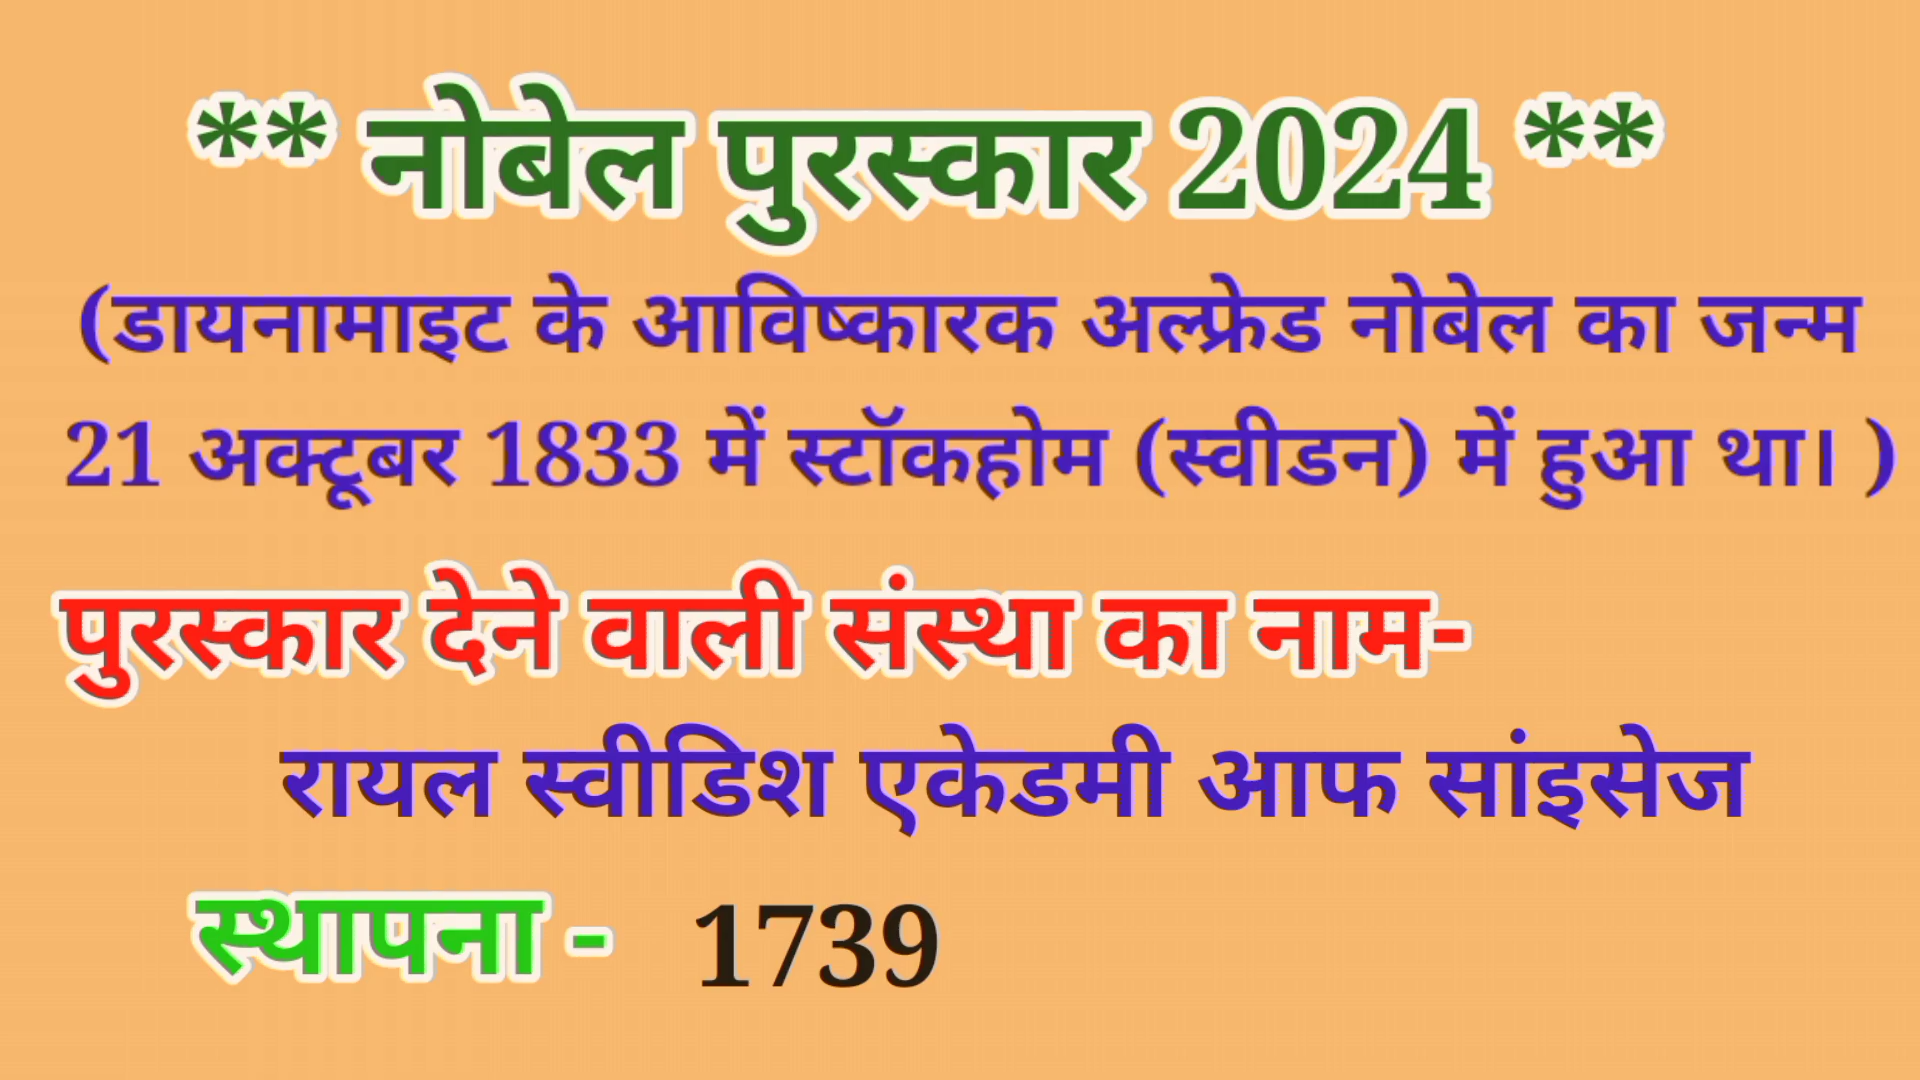 ** नोबेल पुरस्कार 2024 **
(डायनामाइट के आविष्कारक अल्फ्रेड नोबेल का जन्म
21 अक्टूबर 1833 में स्टॉकहोम (स्वीडन) में हुआ था। )
पुरस्कार देने वाली संस्था का नाम-
रायल स्वीडिश एकेडमी आफ सांइसेज
स्थापना - 1739